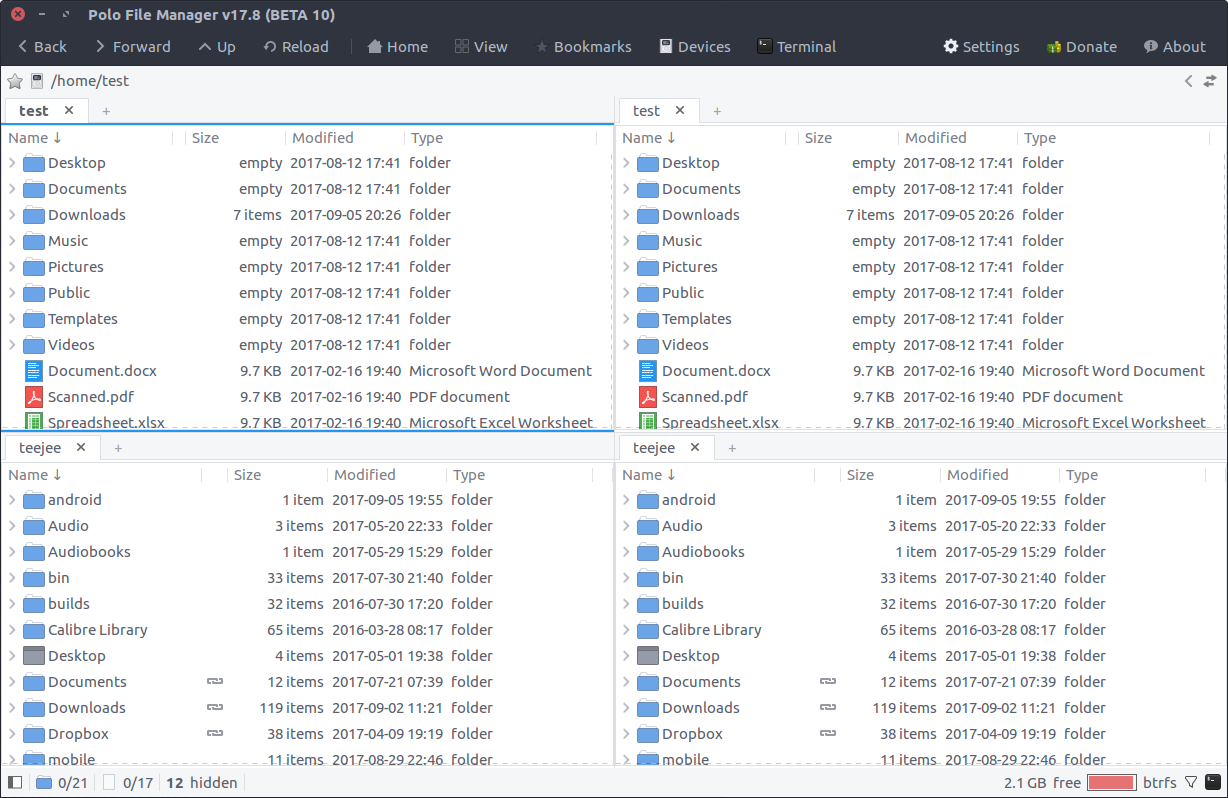 Polo File Manager v17.8 (BETA 10)
Back Forward Up Reload Home View Bookmarks Devices Terminal Settings Donate About
/home/test
test
Name ↓ Size Modified Type
Desktop empty 2017-08-12 17:41 folder
Documents empty 2017-08-12 17:41 folder
Downloads 7 items 2017-09-05 20:26 folder
Music empty 2017-08-12 17:41 folder
Pictures empty 2017-08-12 17:41 folder
Public empty 2017-08-12 17:41 folder
Templates empty 2017-08-12 17:41 folder
Videos empty 2017-08-12 17:41 folder
Document.docx 9.7 KB 2017-02-16 19:40 Microsoft Word Document
Scanned.pdf 9.7 KB 2017-02-16 19:40 PDF document
Spreadsheet.xlsx 9.7 KB 2017-02-16 19:40 Microsoft Excel Worksheet
test
Name ↓ Size Modified Type
Desktop empty 2017-08-12 17:41 folder
Documents empty 2017-08-12 17:41 folder
Downloads 7 items 2017-09-05 20:26 folder
Music empty 2017-08-12 17:41 folder
Pictures empty 2017-08-12 17:41 folder
Public empty 2017-08-12 17:41 folder
Templates empty 2017-08-12 17:41 folder
Videos empty 2017-08-12 17:41 folder
Document.docx 9.7 KB 2017-02-16 19:40 Microsoft Word Document
Scanned.pdf 9.7 KB 2017-02-16 19:40 PDF document
Spreadsheet.xlsx 9.7 KB 2017-02-16 19:40 Microsoft Excel Worksheet
teejee
Name ↓ Size Modified Type
android 1 item 2017-09-05 19:55 folder
Audio 3 items 2017-05-20 22:33 folder
Audiobooks 1 item 2017-05-29 15:29 folder
bin 33 items 2017-07-30 21:40 folder
builds 32 items 2016-07-30 17:20 folder
Calibre Library 65 items 2016-03-28 08:17 folder
Desktop 4 items 2017-05-01 19:38 folder
Documents 12 items 2017-07-21 07:39 folder
Downloads 119 items 2017-09-02 11:21 folder
Dropbox 38 items 2017-04-09 19:19 folder
mobile 11 items 2017-08-29 22:46 folder
teejee
Name ↓ Size Modified Type
android 1 item 2017-09-05 19:55 folder
Audio 3 items 2017-05-20 22:33 folder
Audiobooks 1 item 2017-05-29 15:29 folder
bin 33 items 2017-07-30 21:40 folder
builds 32 items 2016-07-30 17:20 folder
Calibre Library 65 items 2016-03-28 08:17 folder
Desktop 4 items 2017-05-01 19:38 folder
Documents 12 items 2017-07-21 07:39 folder
Downloads 119 items 2017-09-02 11:21 folder
Dropbox 38 items 2017-04-09 19:19 folder
mobile 11 items 2017-08-29 22:46 folder
0/21 0/17 12 hidden 2.1 GB free btrfs